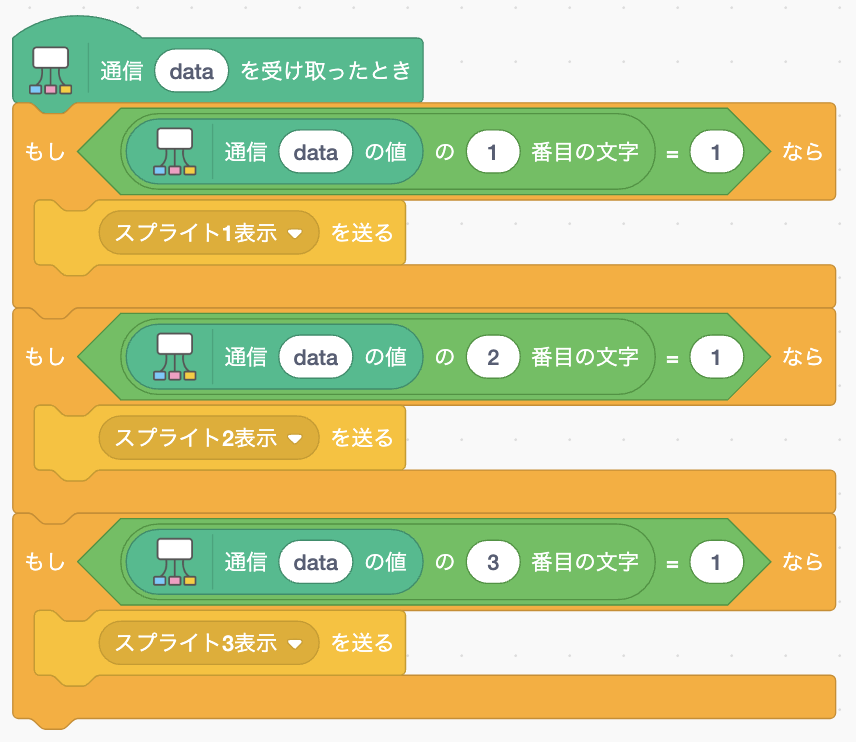 通信 data を受け取ったとき
もし 通信 data の値 の 1 番目の文字 = 1 なら
スプライト1表示 を送る
もし 通信 data の値 の 2 番目の文字 = 1 なら
スプライト2表示 を送る
もし 通信 data の値 の 3 番目の文字 = 1 なら
スプライト3表示 を送る